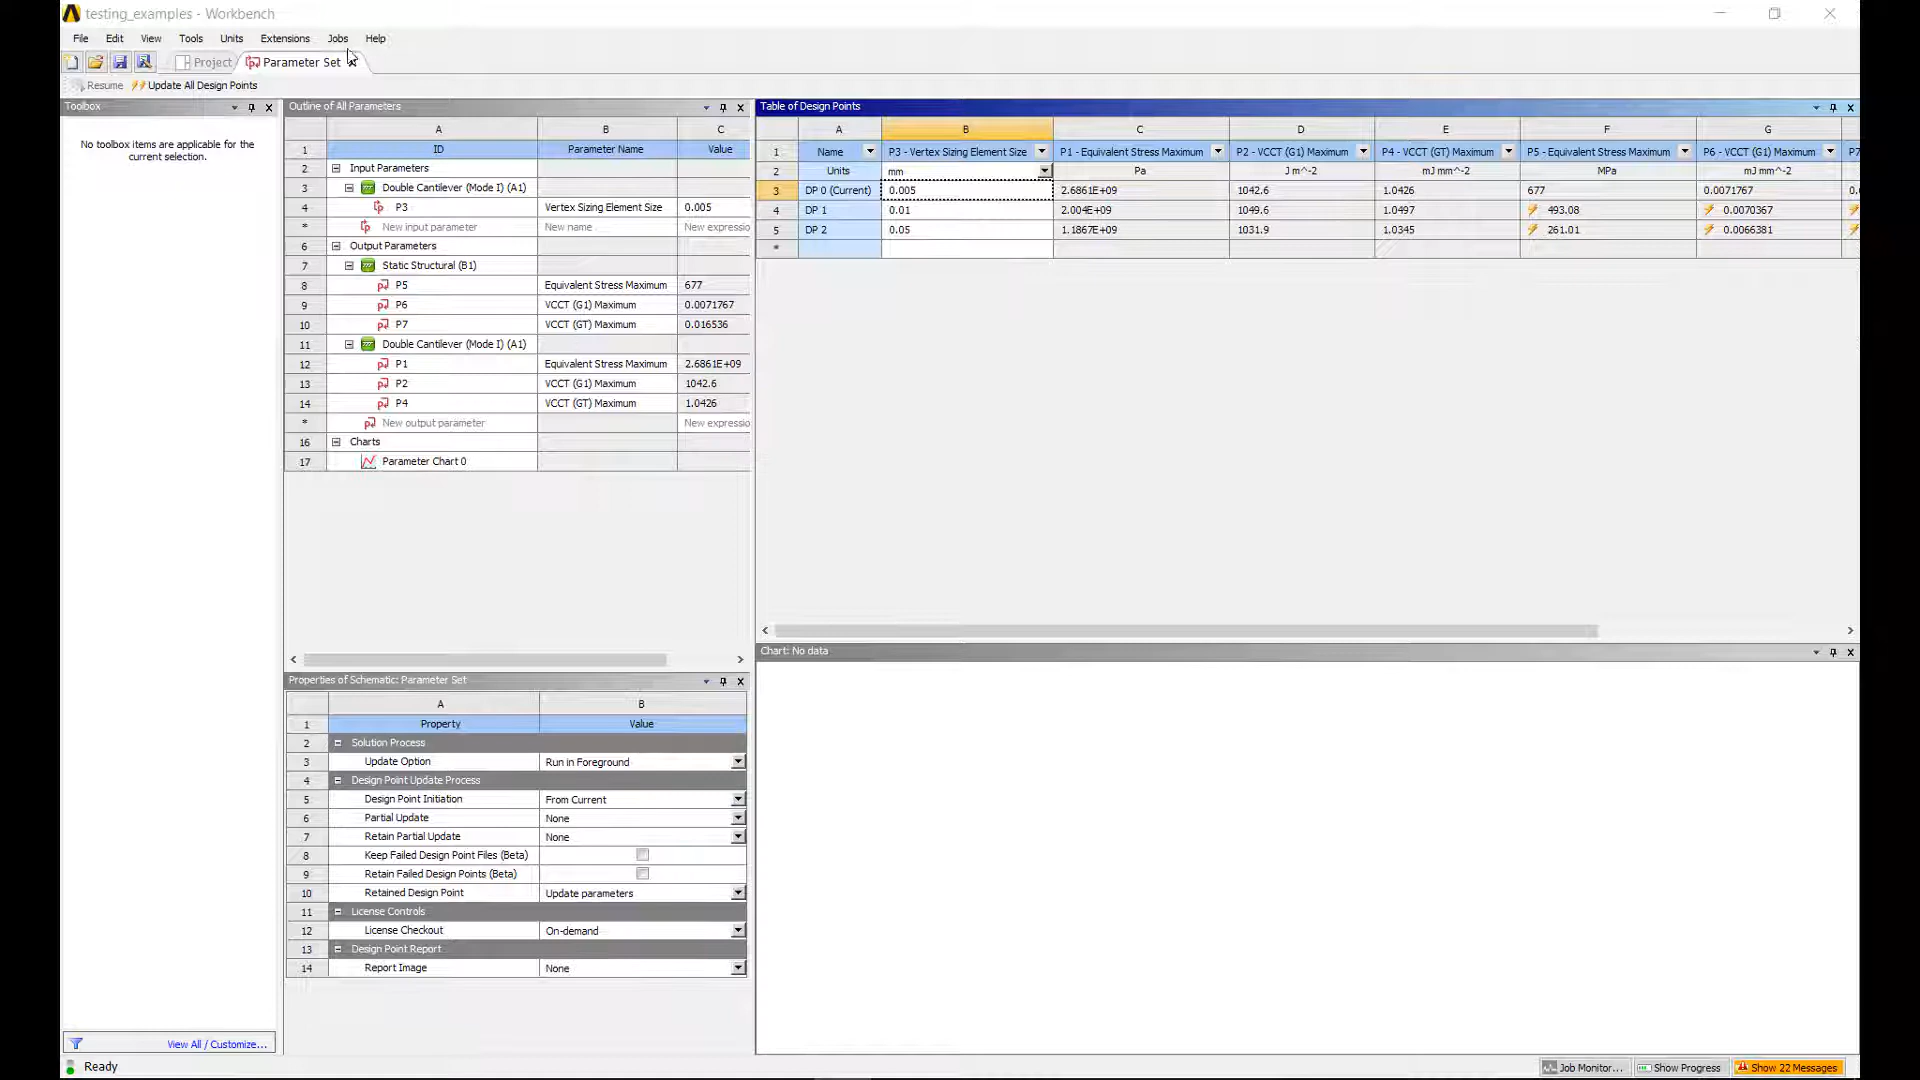 testing_examples - Workbench
File Edit View Tools Units Extensions Jobs Help
Project Parameter Set
Resume Update All Design Points
Toolbox
No toolbox items are applicable for the
current selection.
View All / Customize...
Outline of All Parameters
A B C
1 ID Parameter Name Value
2 Input Parameters
3 Double Cantilever (Mode I) (A1)
4 P3 Vertex Sizing Element Size 0.005
* New input parameter New name New expressio
6 Output Parameters
7 Static Structural (B1)
8 P5 Equivalent Stress Maximum 677
9 P6 VCCT (G1) Maximum 0.0071767
10 P7 VCCT (GT) Maximum 0.016536
11 Double Cantilever (Mode I) (A1)
12 P1 Equivalent Stress Maximum 2.6861E+09
13 P2 VCCT (G1) Maximum 1042.6
14 P4 VCCT (GT) Maximum 1.0426
* New output parameter New expressio
16 Charts
17 Parameter Chart 0
Properties of Schematic: Parameter Set
A B
1 Property Value
2 Solution Process
3 Update Option Run in Foreground
4 Design Point Update Process
5 Design Point Initiation From Current
6 Partial Update None
7 Retain Partial Update None
8 Keep Failed Design Point Files (Beta)
9 Retain Failed Design Points (Beta)
10 Retained Design Point Update parameters
11 License Controls
12 License Checkout On-demand
13 Design Point Report
14 Report Image None
Table of Design Points
A B C D E F G
1 Name P3 - Vertex Sizing Element Size P1 - Equivalent Stress Maximum P2 - VCCT (G1) Maximum P4 - VCCT (GT) Maximum P5 - Equivalent Stress Maximum P6 - VCCT (G1) Maximum P7
2 Units mm Pa J m^-2 mJ mm^-2 MPa mJ mm^-2
3 DP 0 (Current) 0.005 2.6861E+09 1042.6 1.0426 677 0.0071767 0.
4 DP 1 0.01 2.004E+09 1049.6 1.0497 493.08 0.0070367
5 DP 2 0.05 1.1867E+09 1031.9 1.0345 261.01 0.0066381
*
Chart: No data
Ready
Job Monitor... Show Progress Show 22 Messages